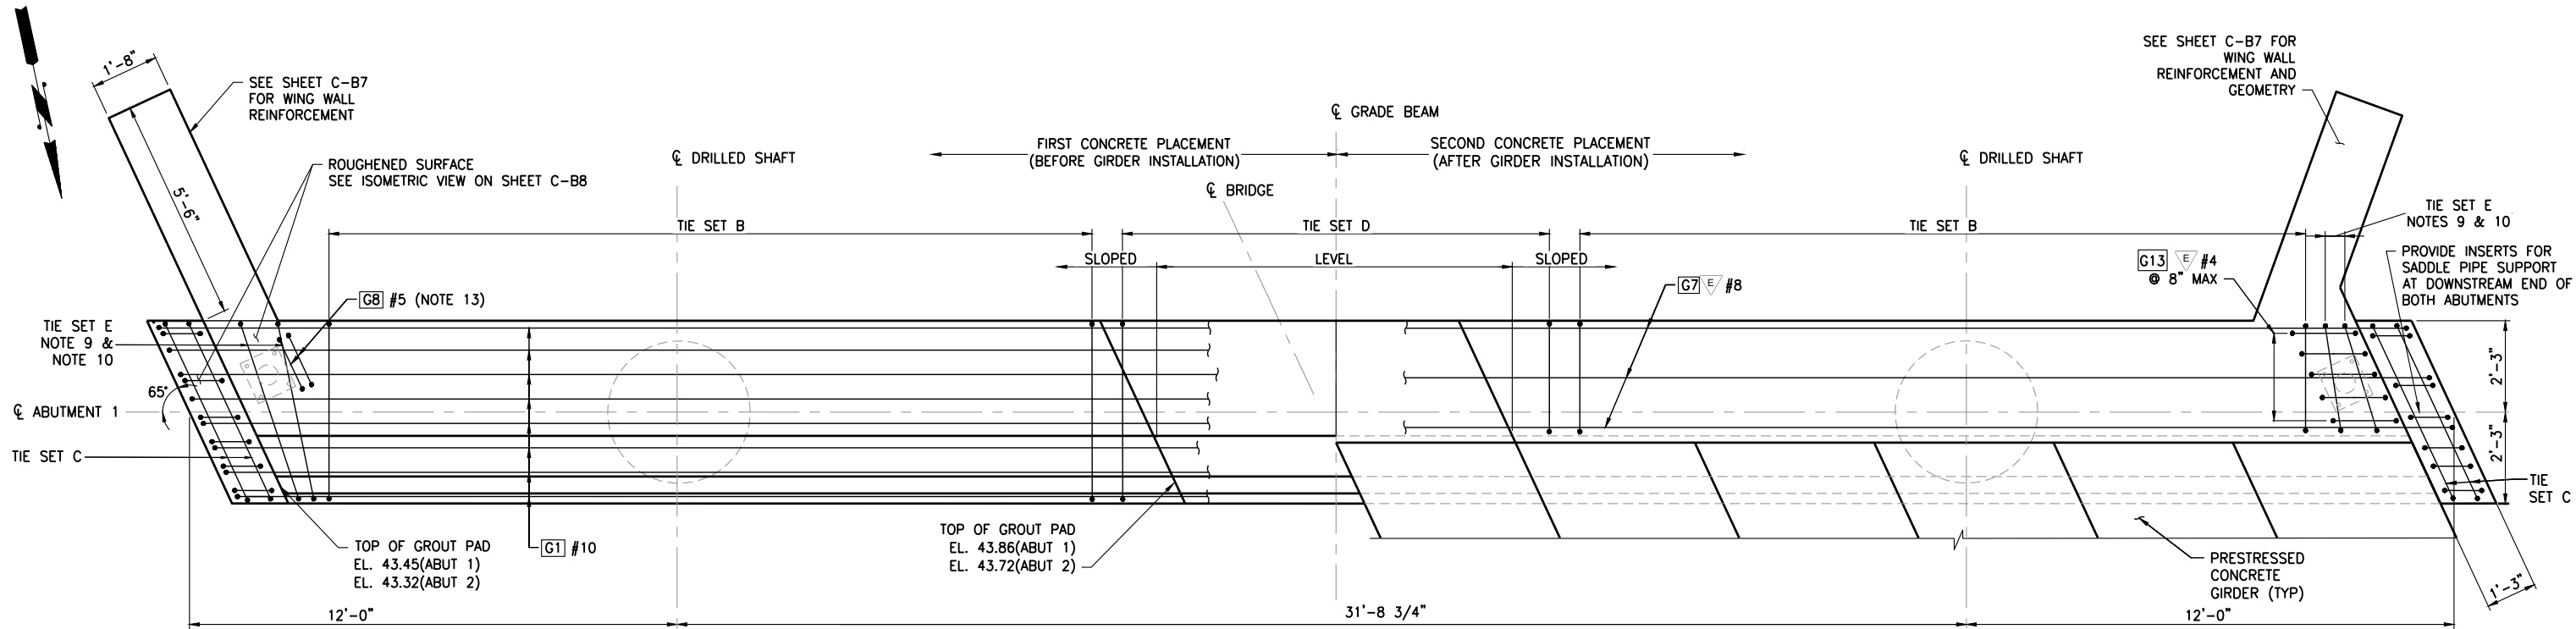 1'-8"
SEE SHEET C-B7
FOR WING WALL
REINFORCEMENT
ROUGHENED SURFACE
SEE ISOMETRIC VIEW ON SHEET C-B8
5'-6"
℄ DRILLED SHAFT
FIRST CONCRETE PLACEMENT
(BEFORE GIRDER INSTALLATION)
℄ GRADE BEAM
SECOND CONCRETE PLACEMENT
(AFTER GIRDER INSTALLATION)
℄ BRIDGE
℄ DRILLED SHAFT
SEE SHEET C-B7 FOR
WING WALL
REINFORCEMENT AND
GEOMETRY
TIE SET E
NOTES 9 & 10
TIE SET B
TIE SET D
TIE SET B
SLOPED
LEVEL
SLOPED
G13 E #4
@ 8" MAX
PROVIDE INSERTS FOR
SADDLE PIPE SUPPORT
AT DOWNSTREAM END OF
BOTH ABUTMENTS
G8 #5 (NOTE 13)
G7 E #8
TIE SET E
NOTE 9 &
NOTE 10
65°
℄ ABUTMENT 1
TIE SET C
2'-3"
2'-3"
TIE
SET C
TOP OF GROUT PAD
EL. 43.45(ABUT 1)
EL. 43.32(ABUT 2)
G1 #10
TOP OF GROUT PAD
EL. 43.86(ABUT 1)
EL. 43.72(ABUT 2)
PRESTRESSED
CONCRETE
GIRDER (TYP)
1'-3"
12'-0"
31'-8 3/4"
12'-0"